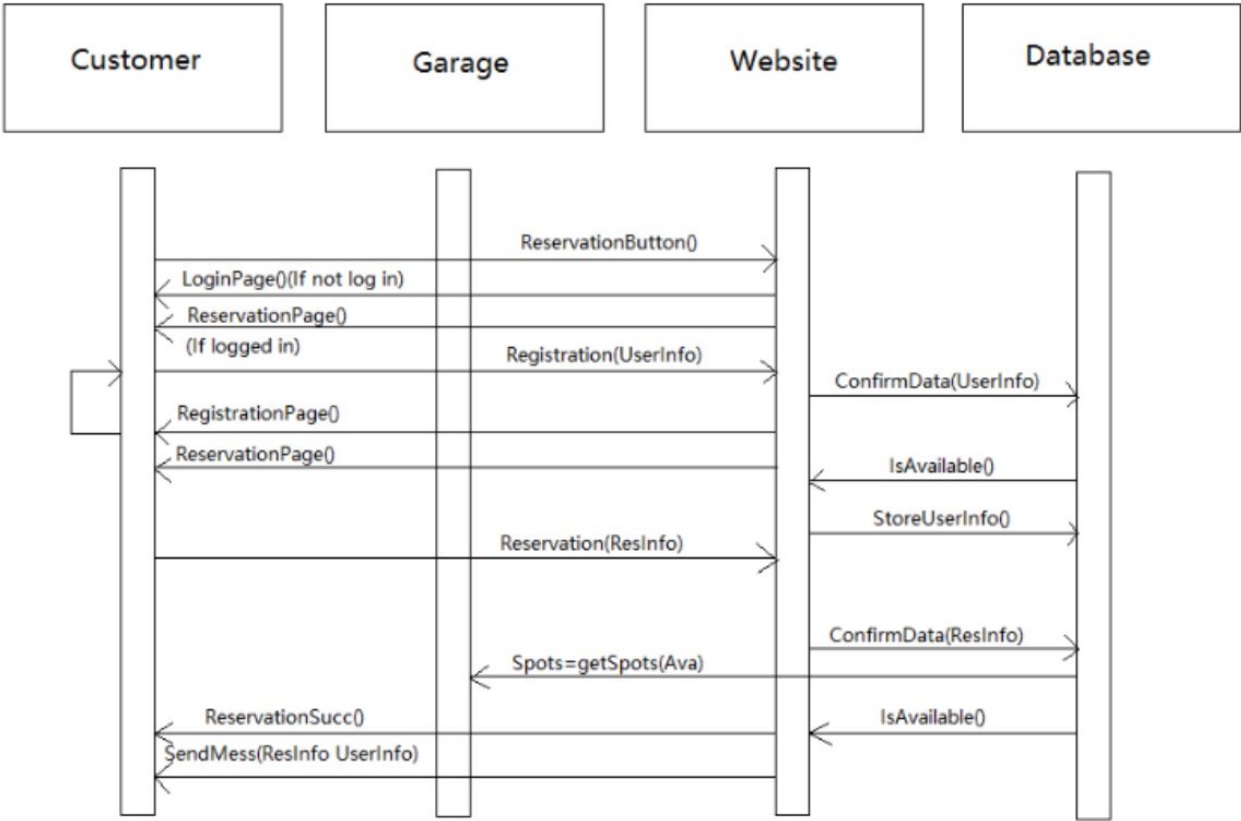 Customer
Garage
Website
Database
ReservationButton()
LoginPage()(If not log in)
ReservationPage()
(If logged in)
Registration(UserInfo)
ConfirmData(UserInfo)
RegistrationPage()
ReservationPage()
IsAvailable()
StoreUserInfo()
Reservation(ResInfo)
ConfirmData(ResInfo)
Spots=getSpots(Ava)
ReservationSucc()
IsAvailable()
SendMess(ResInfo UserInfo)